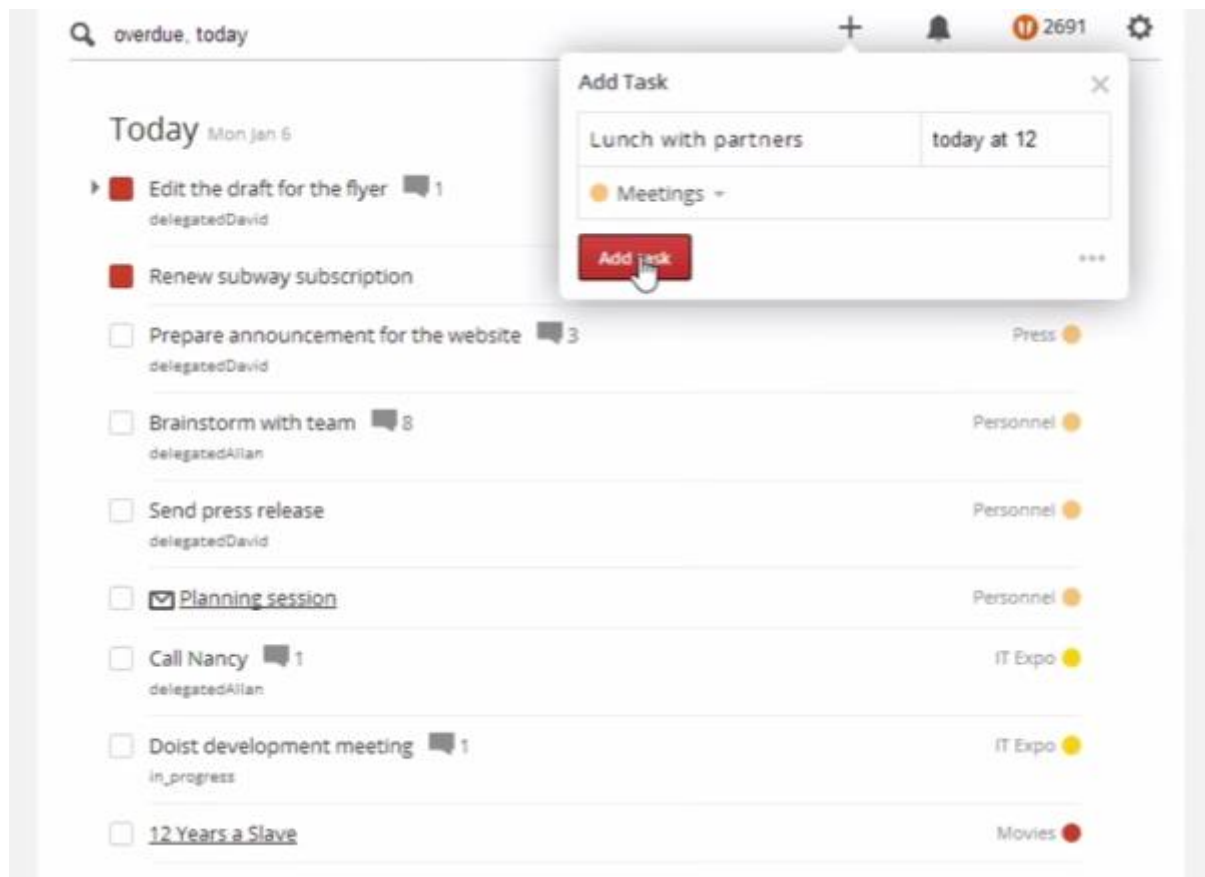 overdue, today
2691
Add Task
Lunch with partners
today at 12
Meetings
Add task
Today Mon Jan 6
Edit the draft for the flyer 1
delegatedDavid
Renew subway subscription
Prepare announcement for the website 3
Press
delegatedDavid
Brainstorm with team 8
Personnel
delegatedAllan
Send press release
Personnel
delegatedDavid
Planning session
Personnel
Call Nancy 1
IT Expo
delegatedAllan
Doist development meeting 1
IT Expo
in_progress
12 Years a Slave
Movies